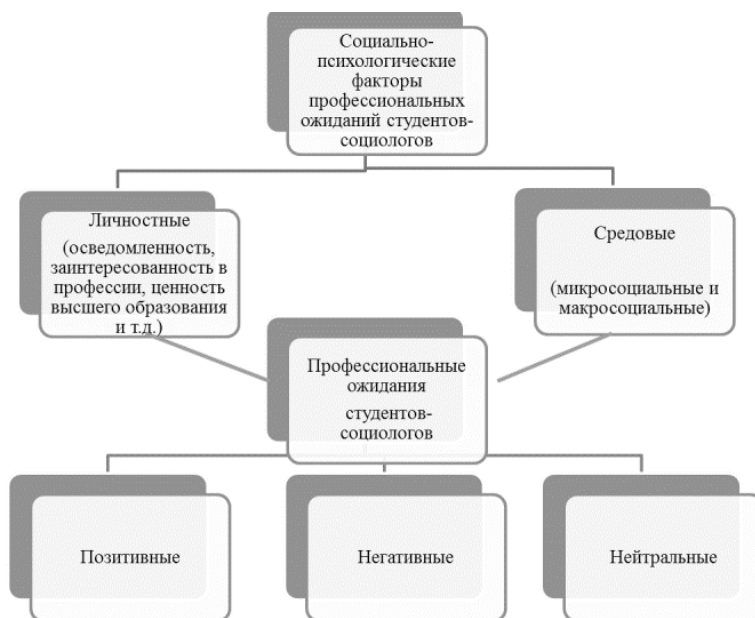 Социально-
психологические
факторы
профессиональных
ожиданий студентов-
социологов
Личностные
(осведомленность,
заинтересованность в
профессии, ценность
высшего образования
и т.д.)
Средовые
(микросоциальные и
макросоциальные)
Профессиональные
ожидания
студентов-
социологов
Позитивные
Негативные
Нейтральные